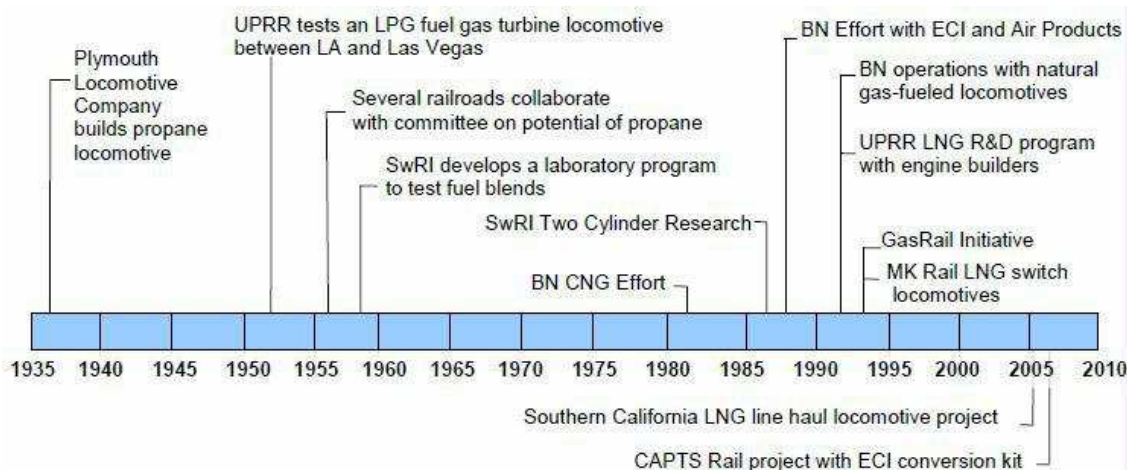 Plymouth
Locomotive
Company
builds propane
locomotive
UPRR tests an LPG fuel gas turbine locomotive
between LA and Las Vegas
Several railroads collaborate
with committee on potential of propane
SwRI develops a laboratory program
to test fuel blends
SwRI Two Cylinder Research
BN CNG Effort
BN Effort with ECI and Air Products
BN operations with natural
gas-fueled locomotives
UPRR LNG R&D program
with engine builders
GasRail Initiative
MK Rail LNG switch
locomotives
1935 1940 1945 1950 1955 1960 1965 1970 1975 1980 1985 1990 1995 2000 2005 2010
Southern California LNG line haul locomotive project
CAPTS Rail project with ECI conversion kit